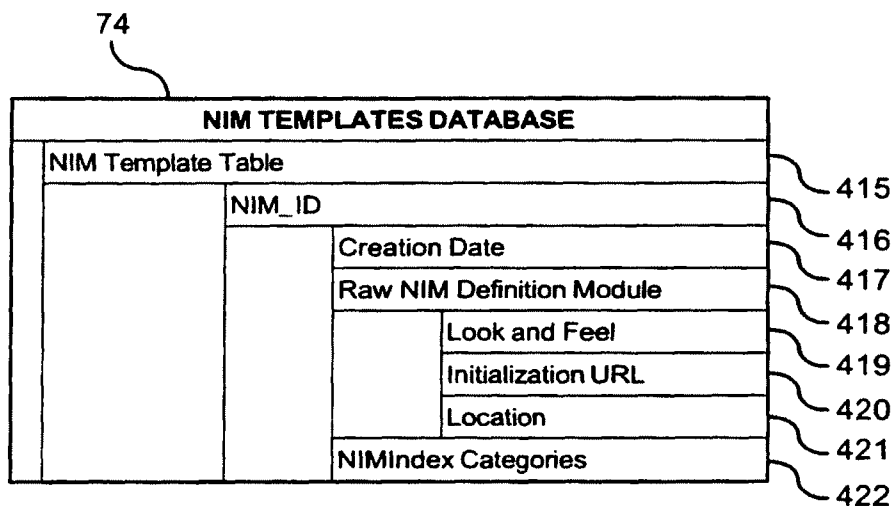 74
NIM TEMPLATES DATABASE
NIM Template Table
415
NIM_ID
416
Creation Date
417
Raw NIM Definition Module
418
Look and Feel
419
Initialization URL
420
Location
421
NIMIndex Categories
422